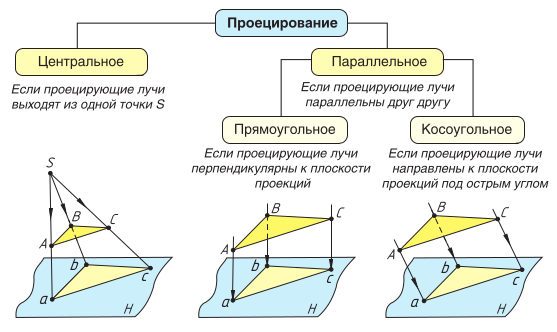 Проецирование
Центральное
Если проецирующие лучи
выходят из одной точки S
Параллельное
Если проецирующие лучи
параллельны друг другу
Прямоугольное
Если проецирующие лучи
перпендикулярны к плоскости
проекций
Косоугольное
Если проецирующие лучи
направлены к плоскости
проекций под острым углом
S
B
C
A
b
c
a
H
B
C
A
b
c
a
H
B
C
A
b
c
a
H